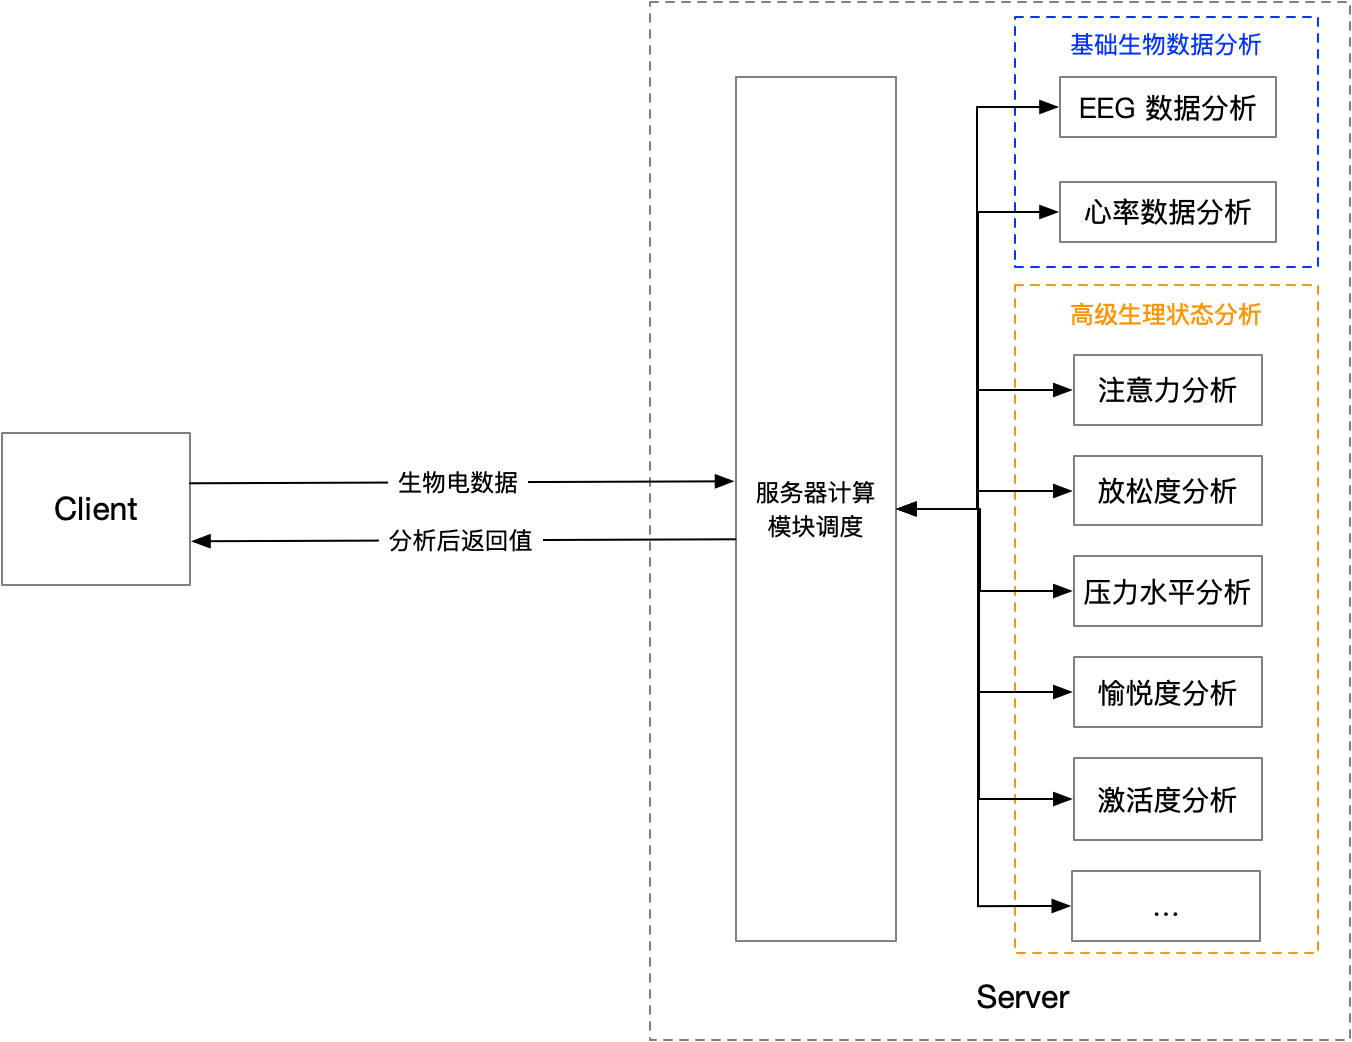 基础生物数据分析
EEG 数据分析
心率数据分析
高级生理状态分析
注意力分析
放松度分析
压力水平分析
愉悦度分析
激活度分析
...
Client
生物电数据
分析后返回值
服务器计算
模块调度
Server